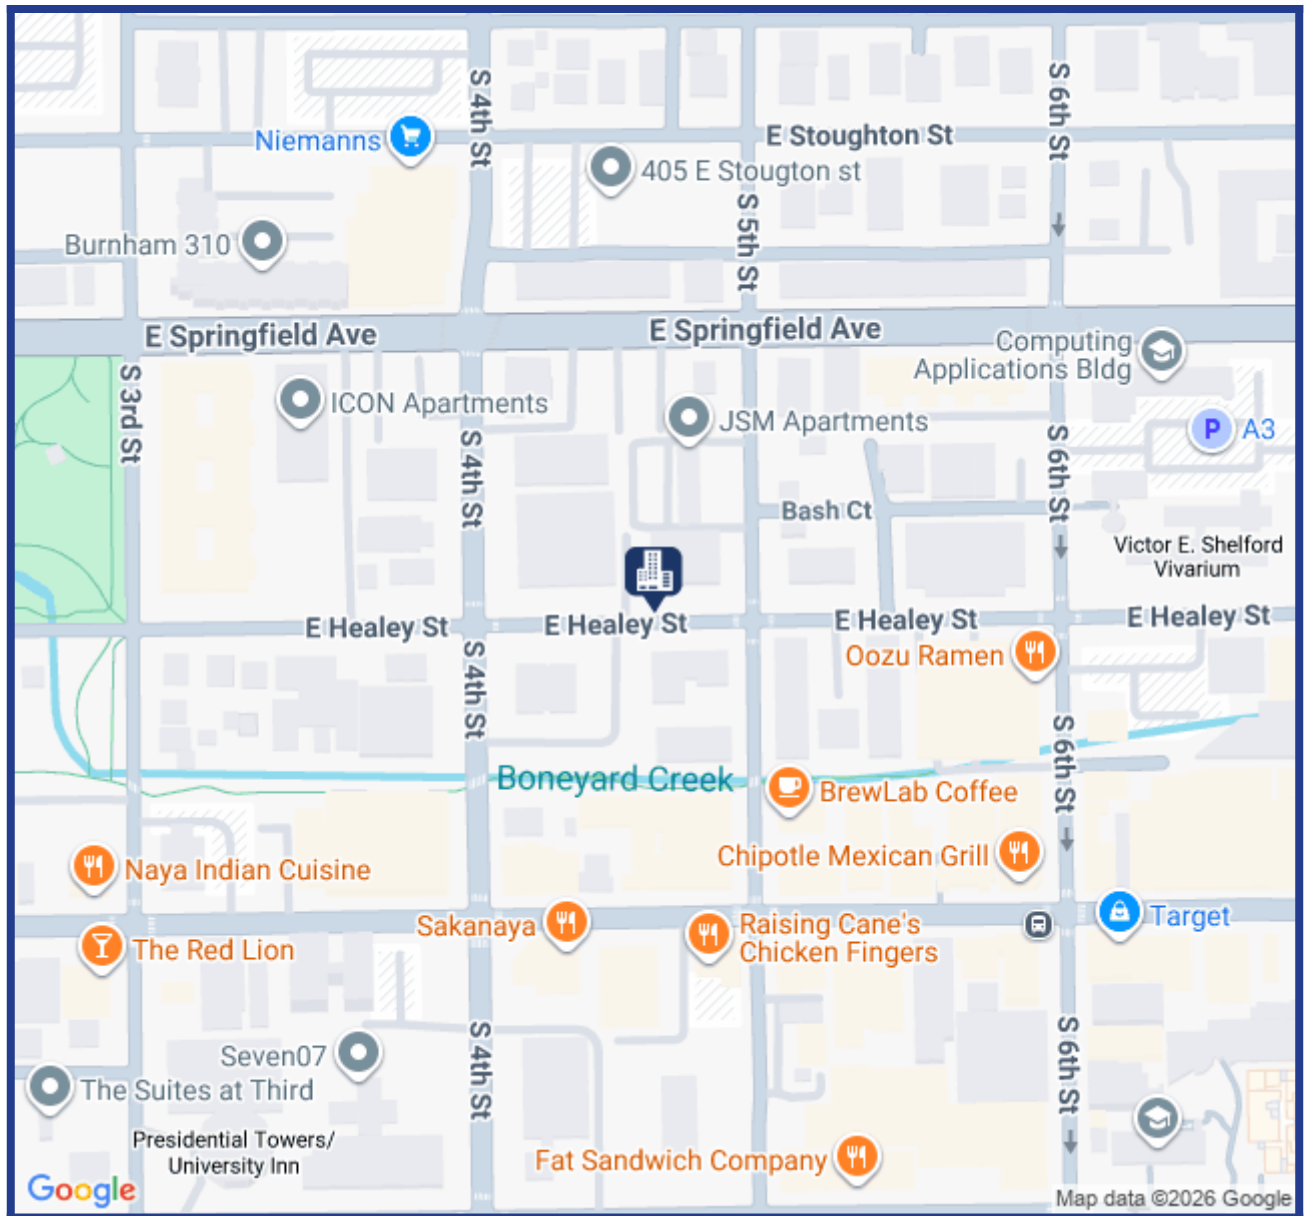 S 4th St
S 6th St
Niemanns
E Stoughton St
405 E Stougton st
S 5th St
Burnham 310
E Springfield Ave
E Springfield Ave
Computing
Applications Bldg
S 3rd St
ICON Apartments
JSM Apartments
P
A3
S 4th St
S 6th St
Bash Ct
Victor E. Shelford
Vivarium
E Healey St
E Healey St
E Healey St
E Healey St
Oozu Ramen
S 4th St
S 6th St
Boneyard Creek
BrewLab Coffee
Chipotle Mexican Grill
Naya Indian Cuisine
Sakanaya
Raising Cane's
Chicken Fingers
Target
The Red Lion
S 4th St
S 6th St
Seven07
The Suites at Third
Presidential Towers/
University Inn
Fat Sandwich Company
Google
Map data ©2026 Google